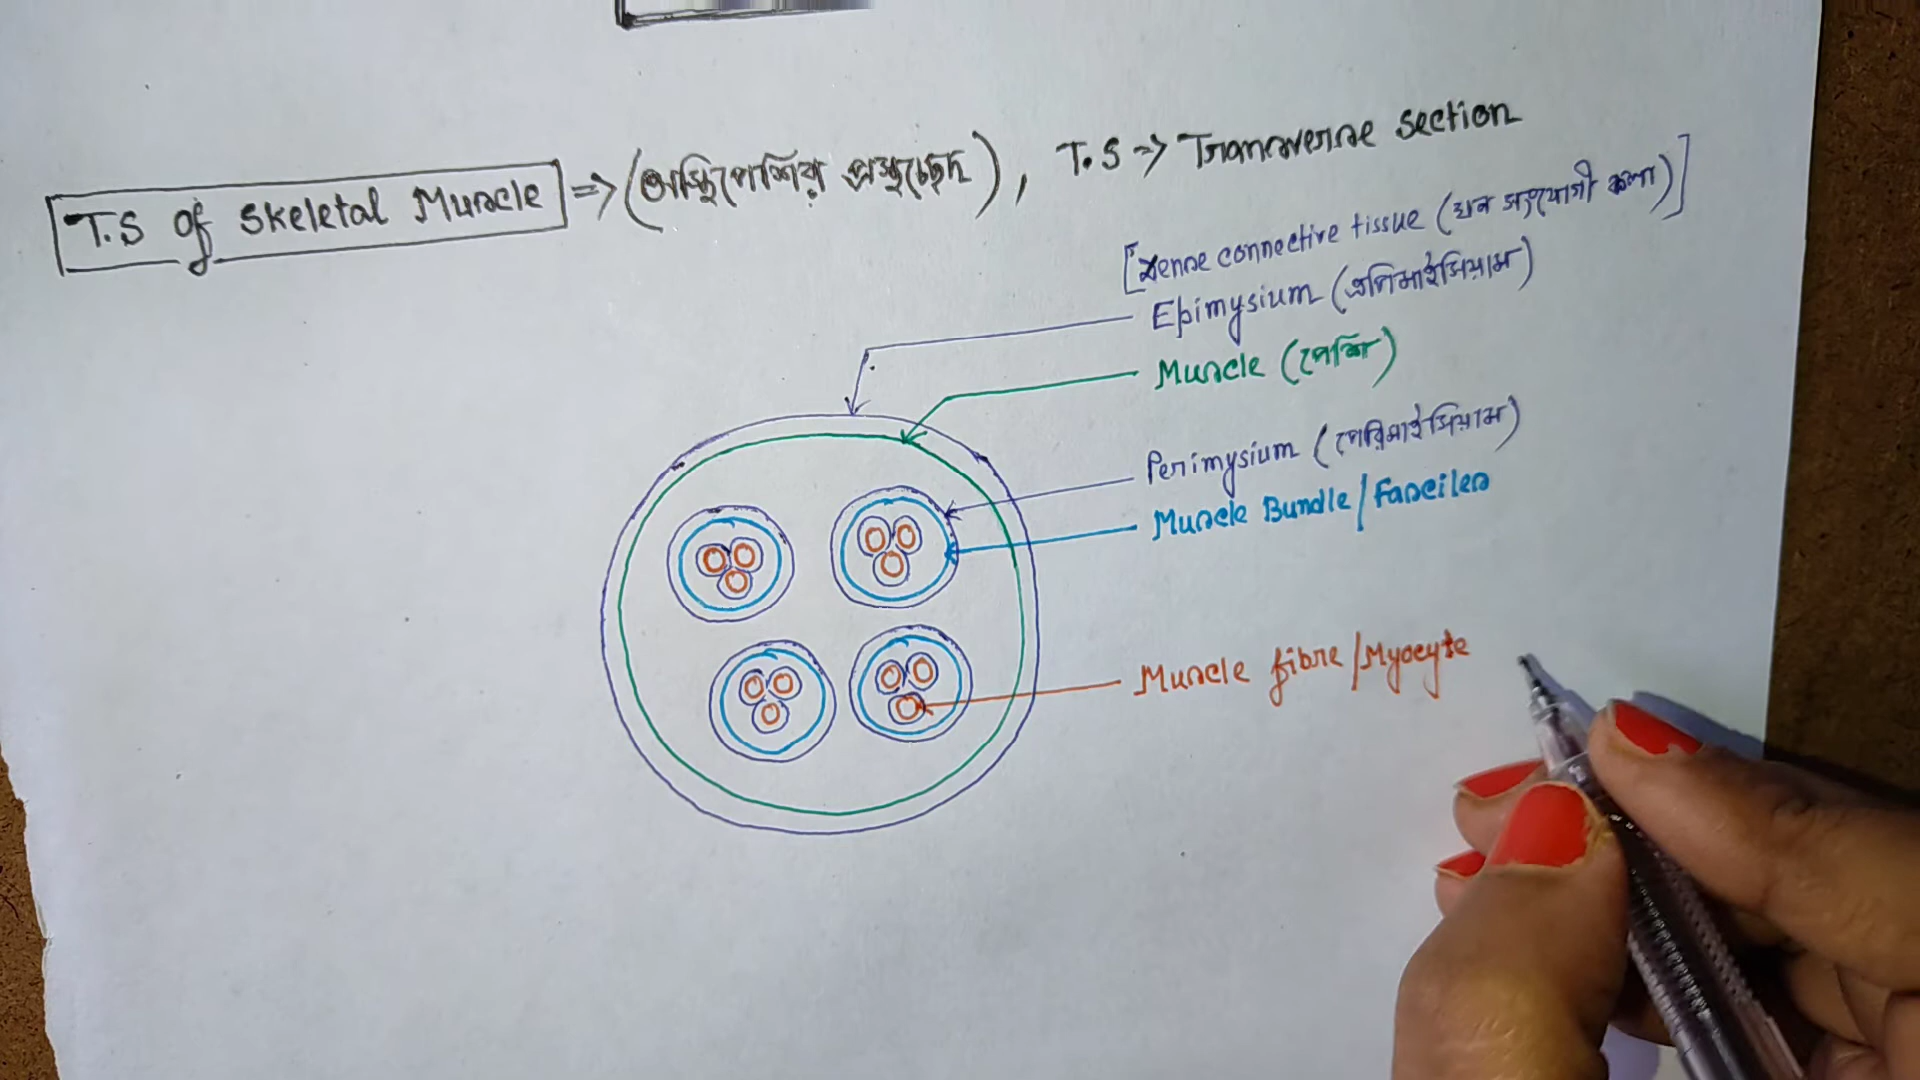 T.S of Skeletal Muscle => (অস্থিপেশির প্রস্থচ্ছেদ), T.S => Transverse section
[Dense connective tissue (ঘন সংযোগী কলা)]
Epimysium (এপিমাইসিয়াম)
Muscle (পেশি)
Perimysium (পেরিমাইসিয়াম)
Muscle Bundle/Fasciles
Muscle fibre/Myocyte